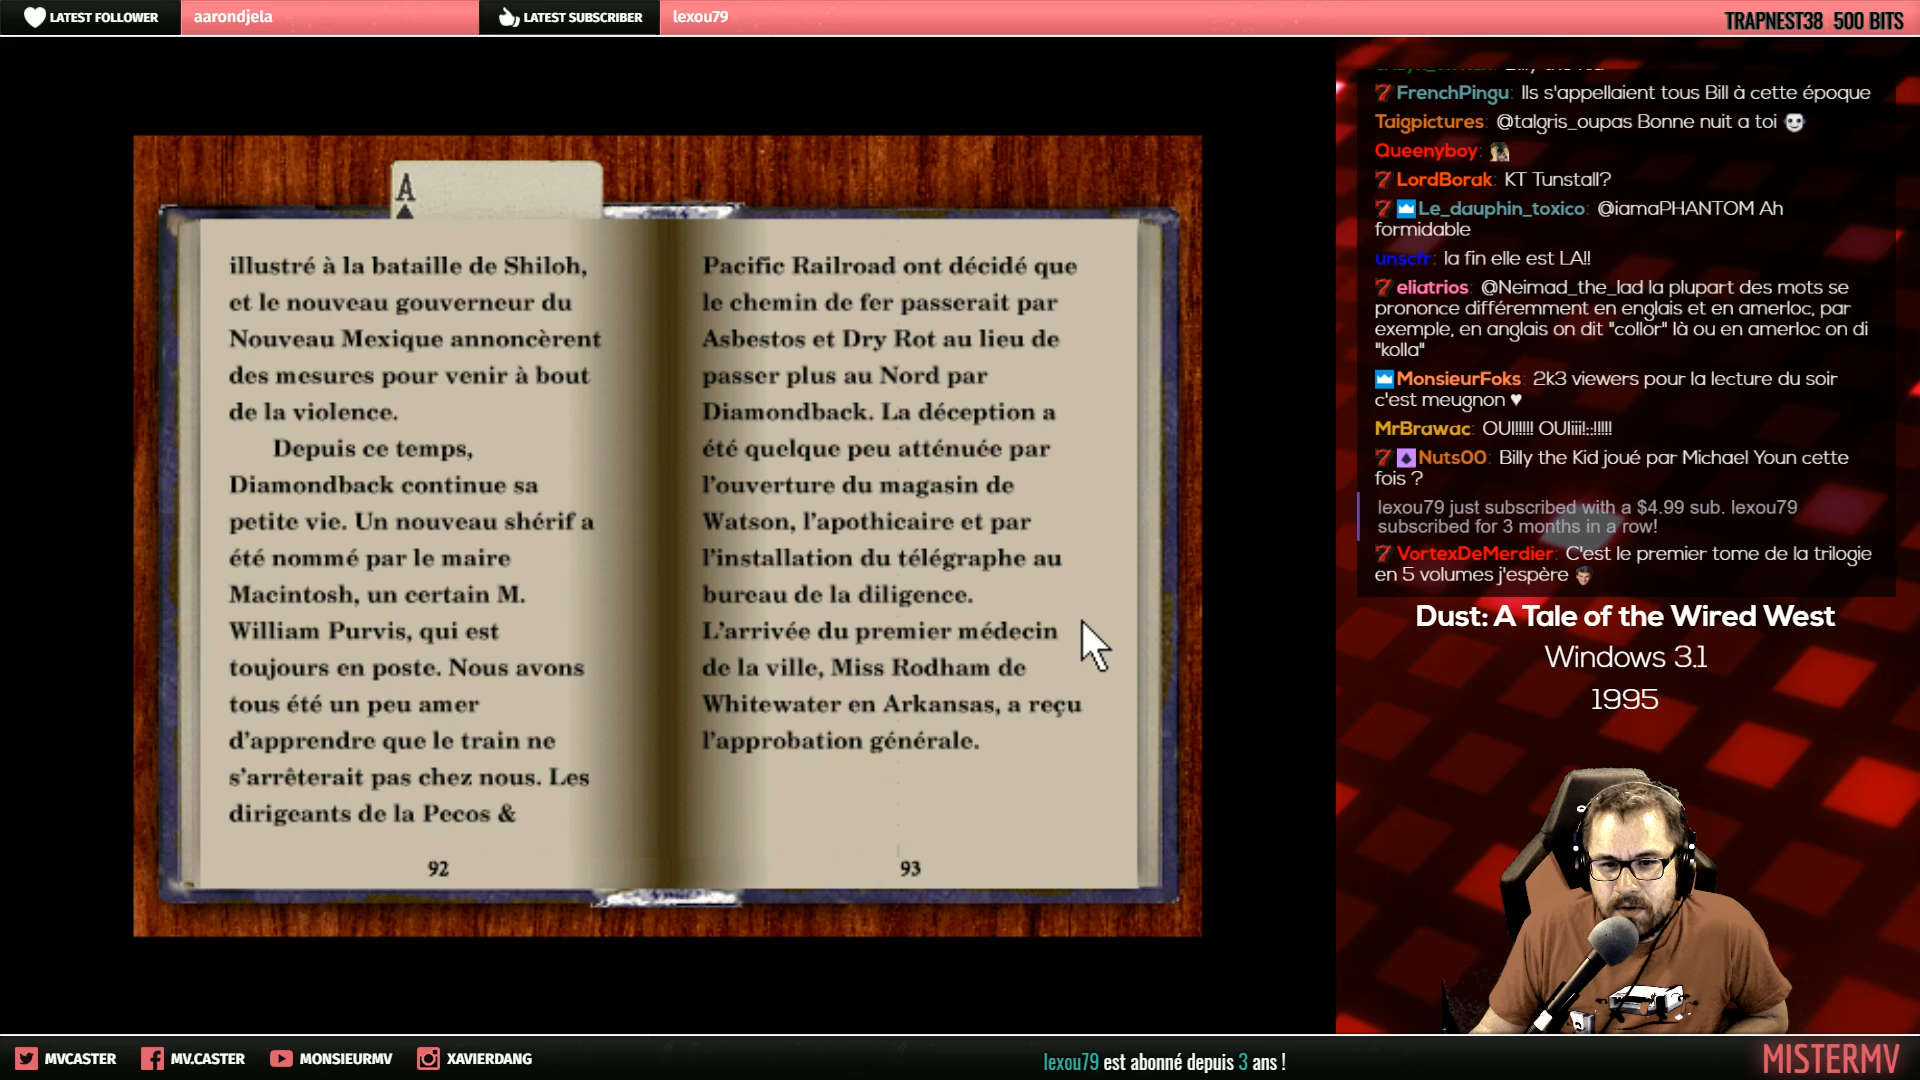 LATEST FOLLOWER
aarondjela
LATEST SUBSCRIBER
lexou79
TRAPNEST38 500 BITS
A
illustré à la bataille de Shiloh,
et le nouveau gouverneur du
Nouveau Mexique annoncèrent
des mesures pour venir à bout
de la violence.
Depuis ce temps,
Diamondback continue sa
petite vie. Un nouveau shérif a
été nommé par le maire
Macintosh, un certain M.
William Purvis, qui est
toujours en poste. Nous avons
tous été un peu amer
d'apprendre que le train ne
s'arrêterait pas chez nous. Les
dirigeants de la Pecos &
92
Pacific Railroad ont décidé que
le chemin de fer passerait par
Asbestos et Dry Rot au lieu de
passer plus au Nord par
Diamondback. La déception a
été quelque peu atténuée par
l'ouverture du magasin de
Watson, l'apothicaire et par
l'installation du télégraphe au
bureau de la diligence.
L'arrivée du premier médecin
de la ville, Miss Rodham de
Whitewater en Arkansas, a reçu
l'approbation générale.
93
FrenchPingu: Ils s'appellaient tous Bill à cette époque
Taigpictures: @talgris_oupas Bonne nuit a toi
Queenyboy:
LordBorak: KT Tunstall?
Le_dauphin_toxico: @iamaPHANTOM Ah
formidable
unscfr: la fin elle est LA!!
eliatrios: @Neimad_the_lad la plupart des mots se
prononce différemment en englais et en amerloc, par
exemple, en anglais on dit "collor" là ou en amerloc on di
"kolla"
MonsieurFoks: 2k3 viewers pour la lecture du soir
c'est meugnon ♥
MrBrawac: OUI!!!!! OUIiii!::!!!!!
Nuts00: Billy the Kid joué par Michael Youn cette
fois ?
lexou79 just subscribed with a $4.99 sub. lexou79
subscribed for 3 months in a row!
VortexDeMerdier: C'est le premier tome de la trilogie
en 5 volumes j'espère
Dust: A Tale of the Wired West
Windows 3.1
1995
MVCASTER
MV.CASTER
MONSIEURMV
XAVIERDANG
lexou79 est abonné depuis 3 ans !
MISTERMV